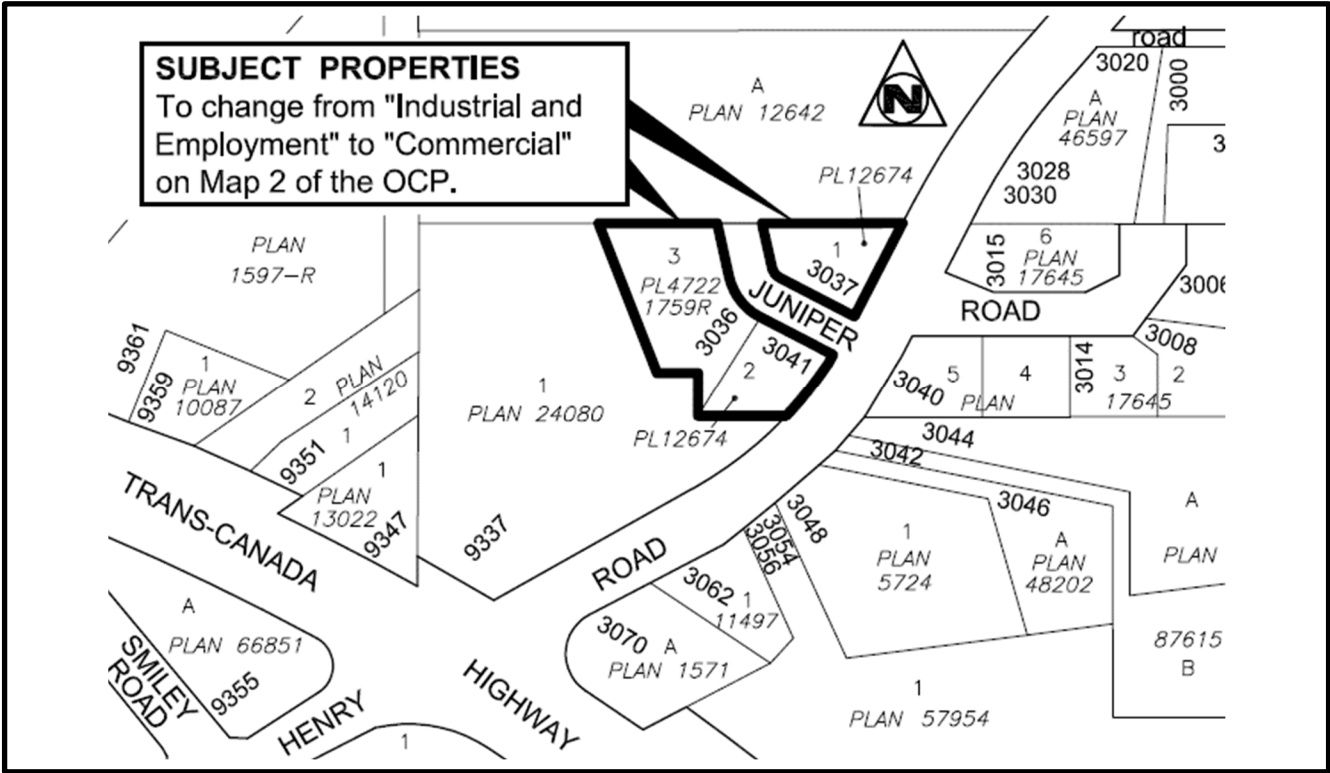 SUBJECT PROPERTIES
To change from "Industrial and
Employment" to "Commercial"
on Map 2 of the OCP.
A
PLAN 12642
N
PL12674
road
3020
3000
A
PLAN
46597
3028
3030
3
PLAN
1597-R
3
PL4722
1759R
3036
1
3037
JUNIPER
3041
2
PL12674
3015
6
PLAN
17645
3006
ROAD
3008
9361
9359
1
PLAN
10087
2
PLAN
14120
1
9351
1
PLAN
13022
9347
1
PLAN 24080
9337
3040
5
PLAN
4
3014
3
17645
2
3044
3042
3046
3048
3054
3056
1
PLAN
5724
A
PLAN
48202
A
PLAN
TRANS-CANADA
HIGHWAY
ROAD
3062
1
11497
3070
A
PLAN 1571
87615
B
1
PLAN 57954
A
PLAN 66851
9355
SMILEY
ROAD
HENRY
1